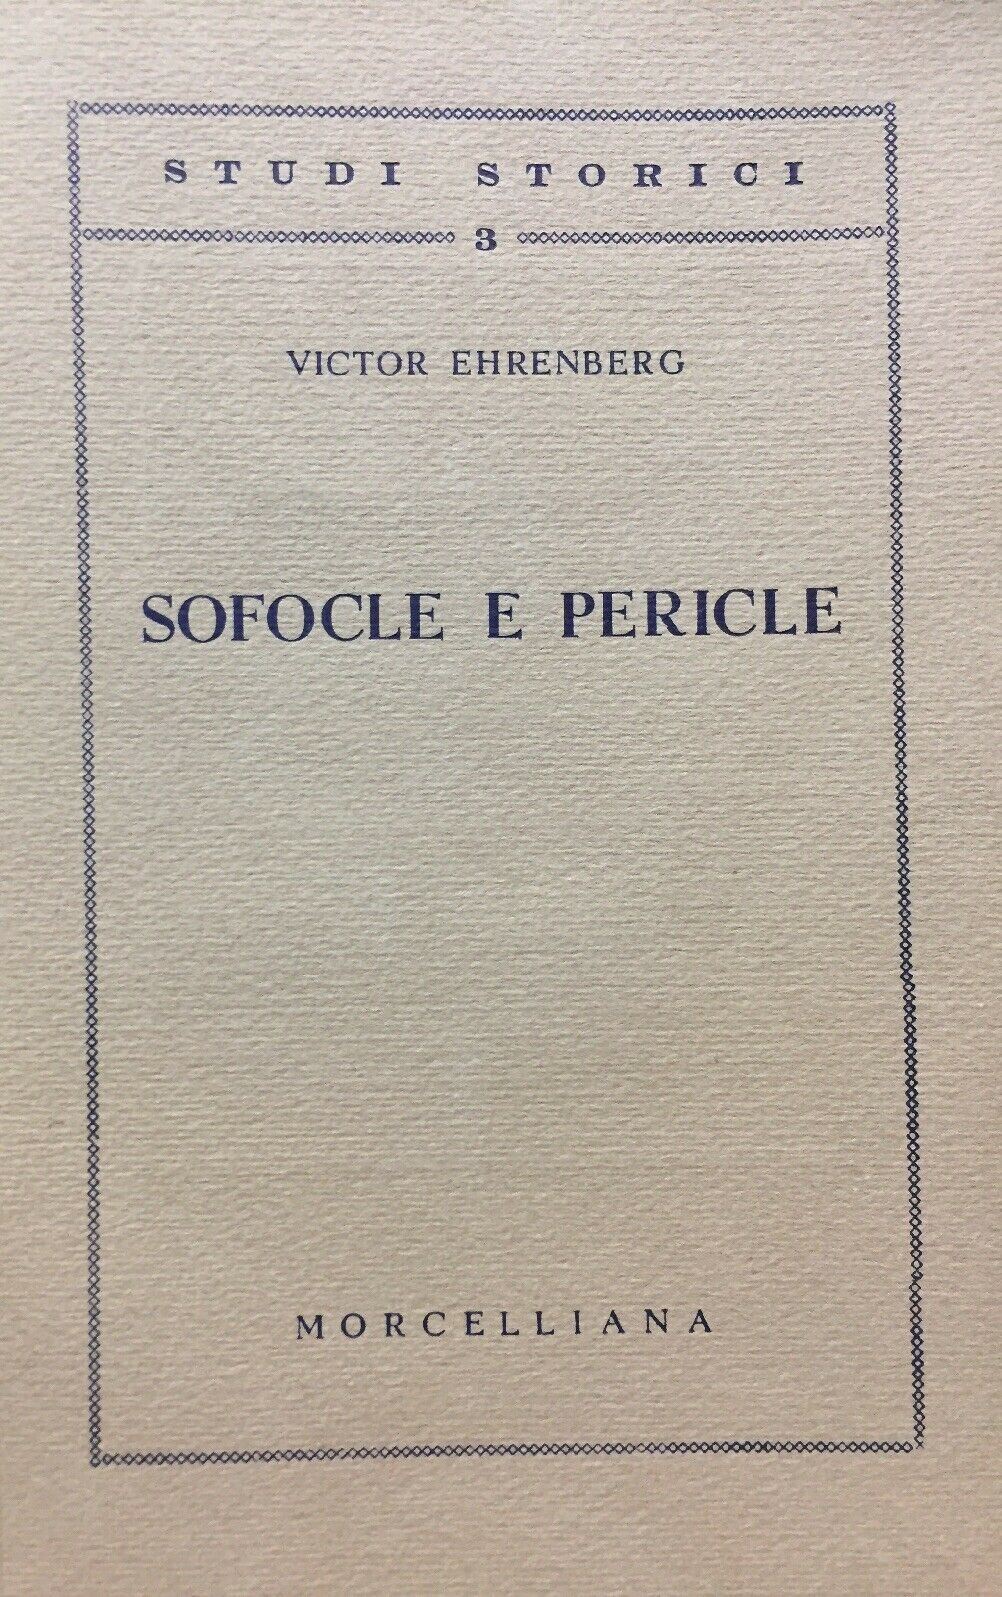 STUDI STORICI
3
VICTOR EHRENBERG
SOFOCLE E PERICLE
MORCELLIANA